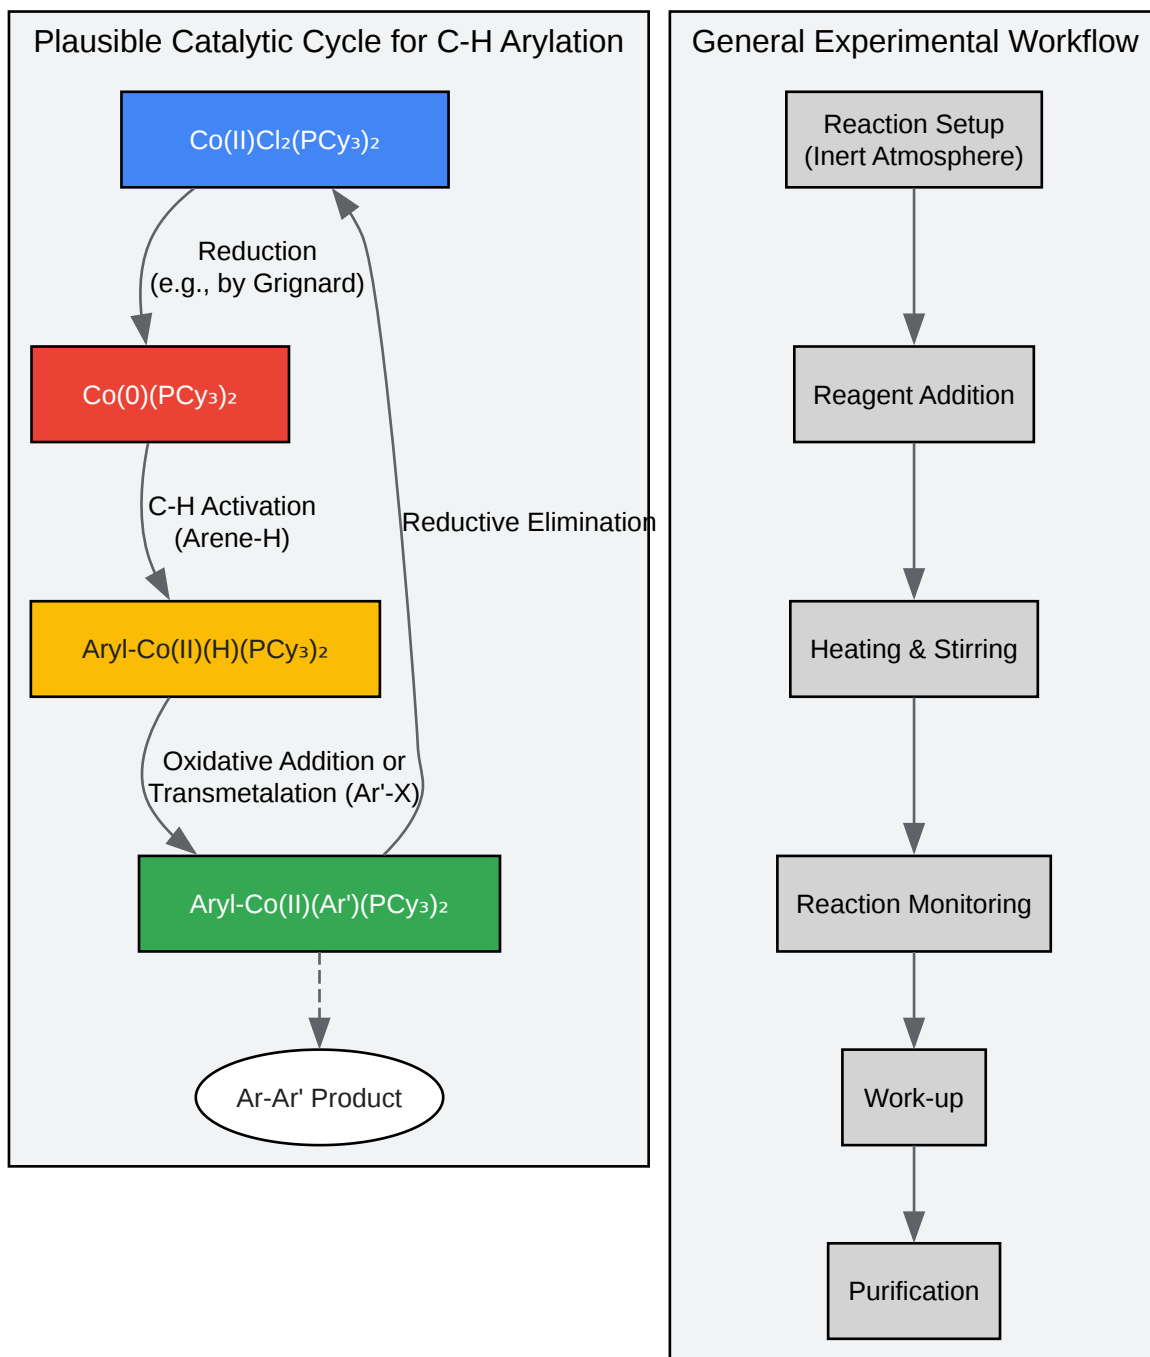 Plausible Catalytic Cycle for C-H Arylation
Co(II)Cl₂(PCy₃)₂
Reduction
(e.g., by Grignard)
Co(0)(PCy₃)₂
C-H Activation
(Arene-H)
Reductive Elimination
Aryl-Co(II)(H)(PCy₃)₂
Oxidative Addition or
Transmetalation (Ar'-X)
Aryl-Co(II)(Ar')(PCy₃)₂
Ar-Ar' Product
General Experimental Workflow
Reaction Setup
(Inert Atmosphere)
Reagent Addition
Heating & Stirring
Reaction Monitoring
Work-up
Purification